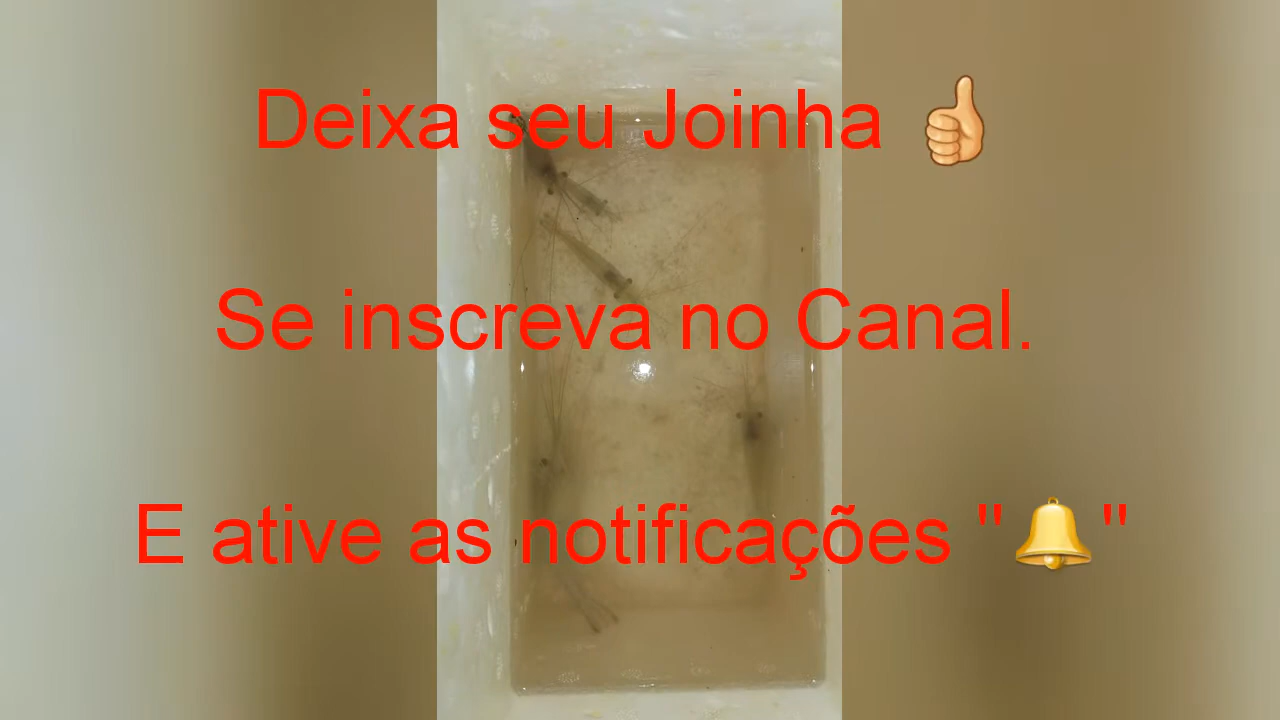 Deixa seu Joinha 👍
Se inscreva no Canal.
E ative as notificações "🔔"